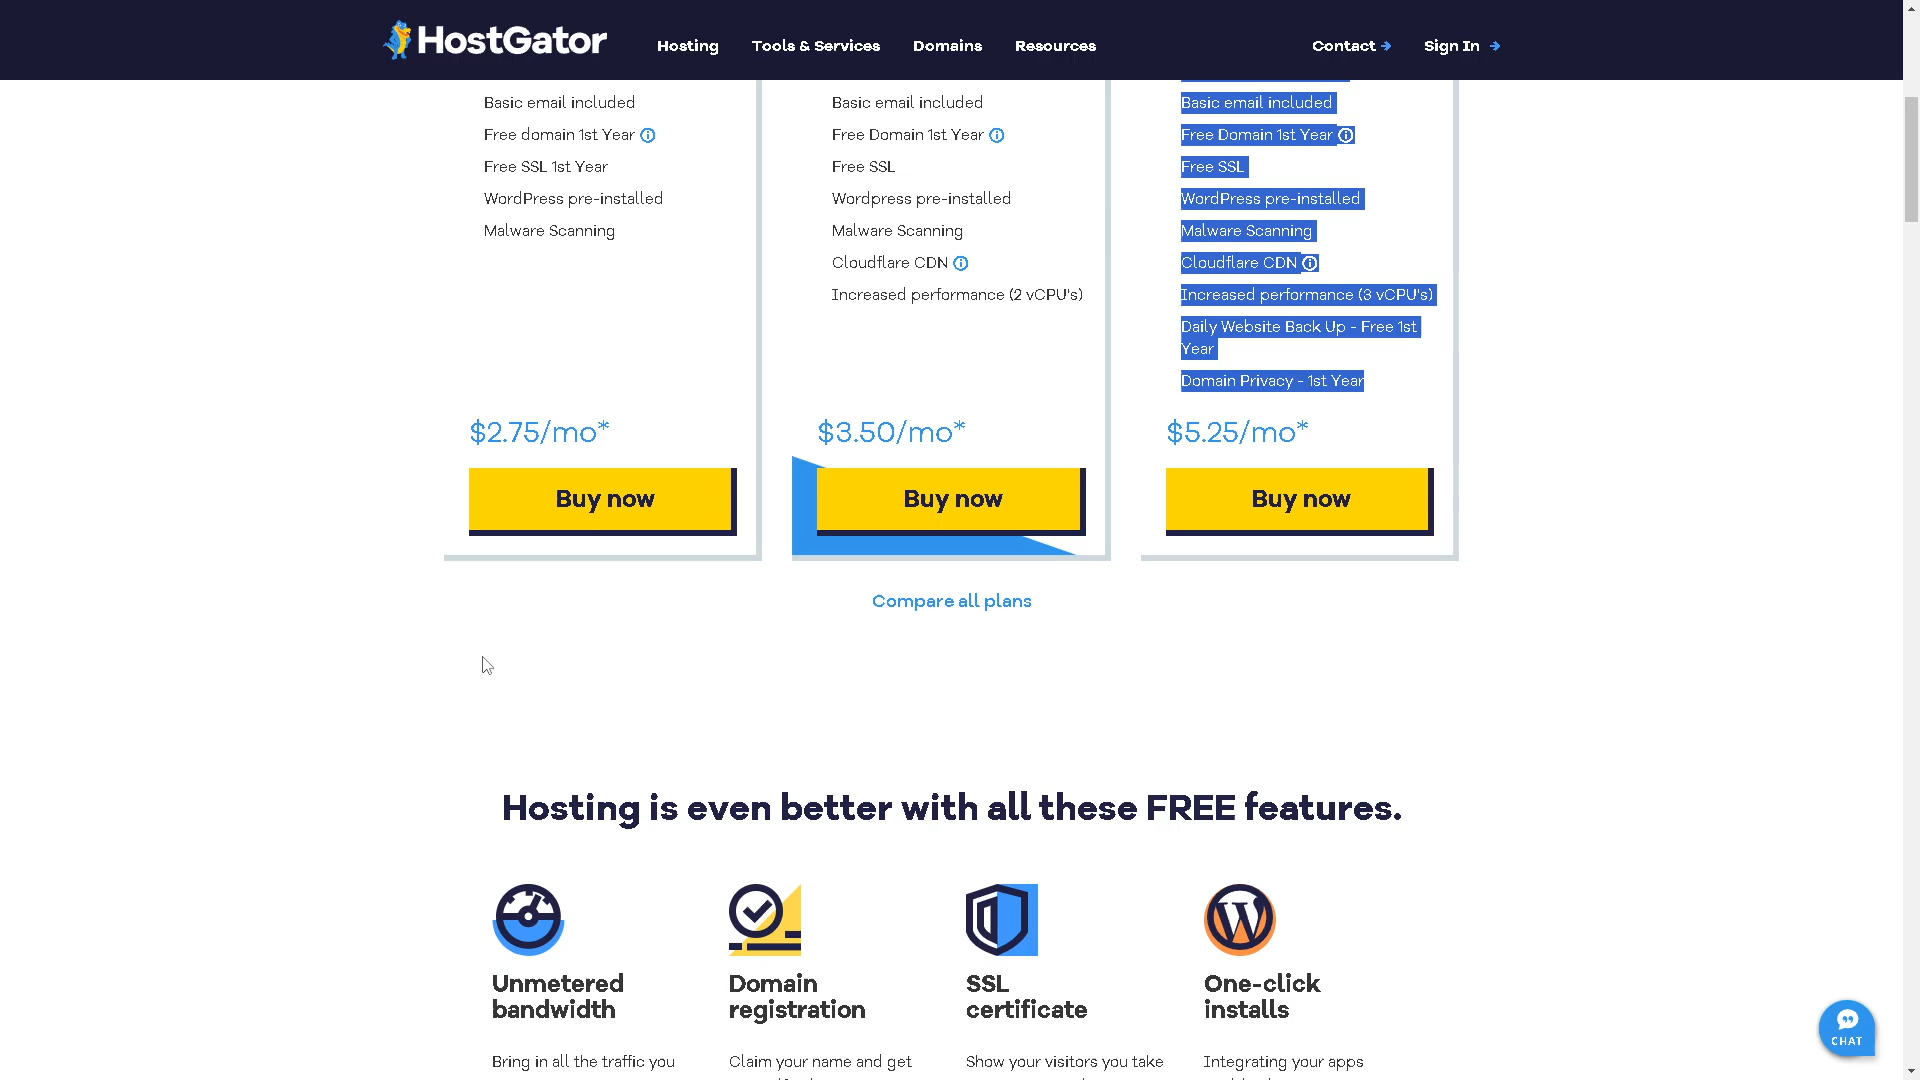 HostGator
Hosting
Tools & Services
Domains
Resources
Contact
Sign In
Basic email included
Free domain 1st Year
Free SSL 1st Year
WordPress pre-installed
Malware Scanning
$2.75/mo*
Buy now
Basic email included
Free Domain 1st Year
Free SSL
Wordpress pre-installed
Malware Scanning
Cloudflare CDN
Increased performance (2 vCPU's)
$3.50/mo*
Buy now
Basic email included
Free Domain 1st Year
Free SSL
WordPress pre-installed
Malware Scanning
Cloudflare CDN
Increased performance (3 vCPU's)
Daily Website Back Up - Free 1st
Year
Domain Privacy - 1st Year
$5.25/mo*
Buy now
Compare all plans
Hosting is even better with all these FREE features.
Unmetered
bandwidth
Bring in all the traffic you
Domain
registration
Claim your name and get
SSL
certificate
Show your visitors you take
One-click
installs
Integrating your apps
CHAT